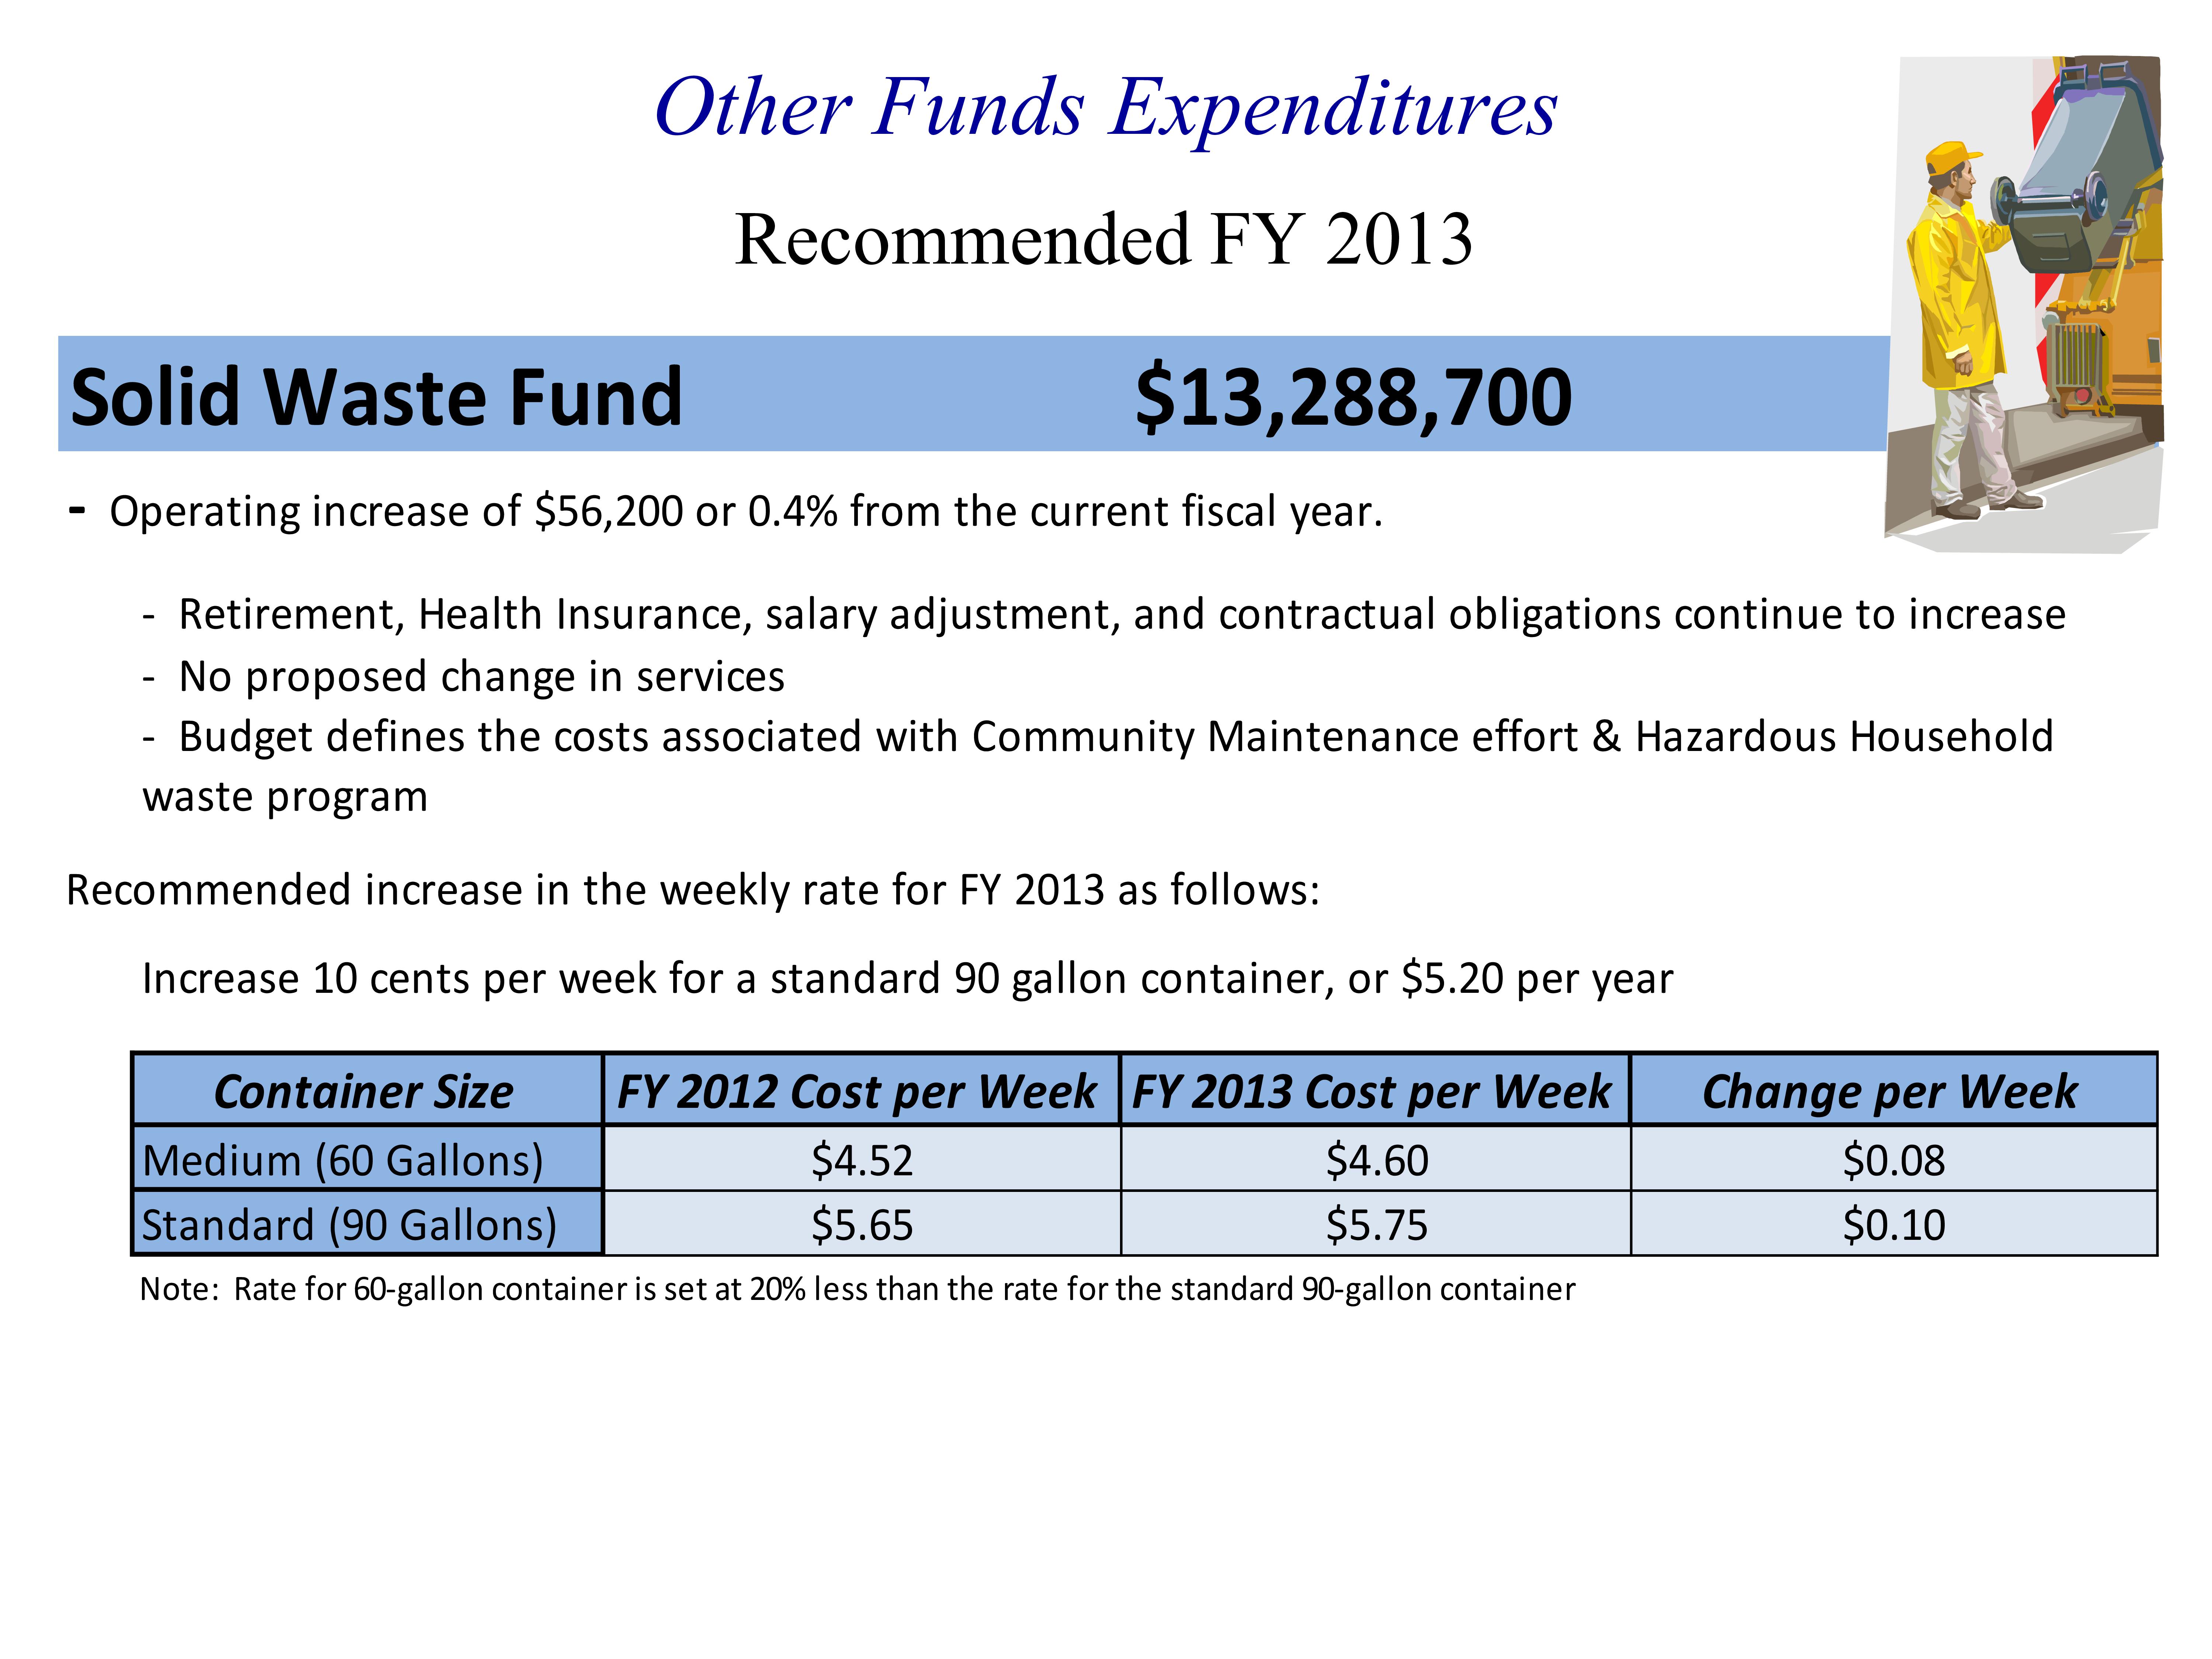 Other Funds Expenditures
Recommended FY 2013
Solid Waste Fund $13,288,700
- Operating increase of $56,200 or 0.4% from the current fiscal year.
- Retirement, Health Insurance, salary adjustment, and contractual obligations continue to increase
- No proposed change in services
- Budget defines the costs associated with Community Maintenance effort & Hazardous Household
waste program
Recommended increase in the weekly rate for FY 2013 as follows:
Increase 10 cents per week for a standard 90 gallon container, or $5.20 per year
Container Size FY 2012 Cost per Week FY 2013 Cost per Week Change per Week
Medium (60 Gallons) $4.52 $4.60 $0.08
Standard (90 Gallons) $5.65 $5.75 $0.10
Note: Rate for 60-gallon container is set at 20% less than the rate for the standard 90-gallon container